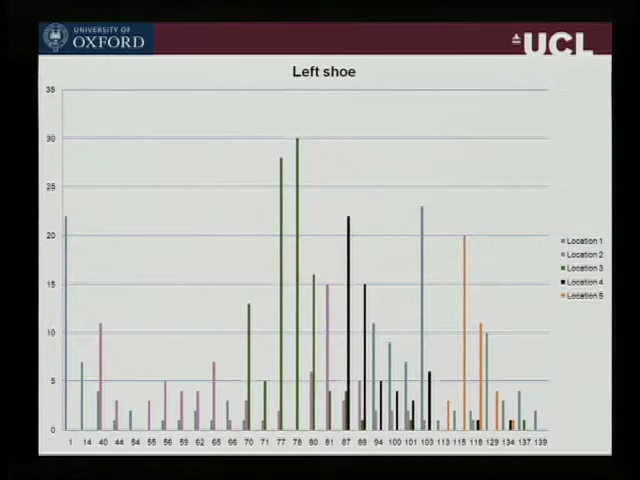 UNIVERSITY OF
OXFORD
UCL
Left shoe
35
30
25
20
15
10
5
0
1 14 40 44 54 55 56 59 62 65 66 70 71 77 78 80 81 87 88 94 100 101 103 113 115 118 129 134 137 139
Location 1
Location 2
Location 3
Location 4
Location 5